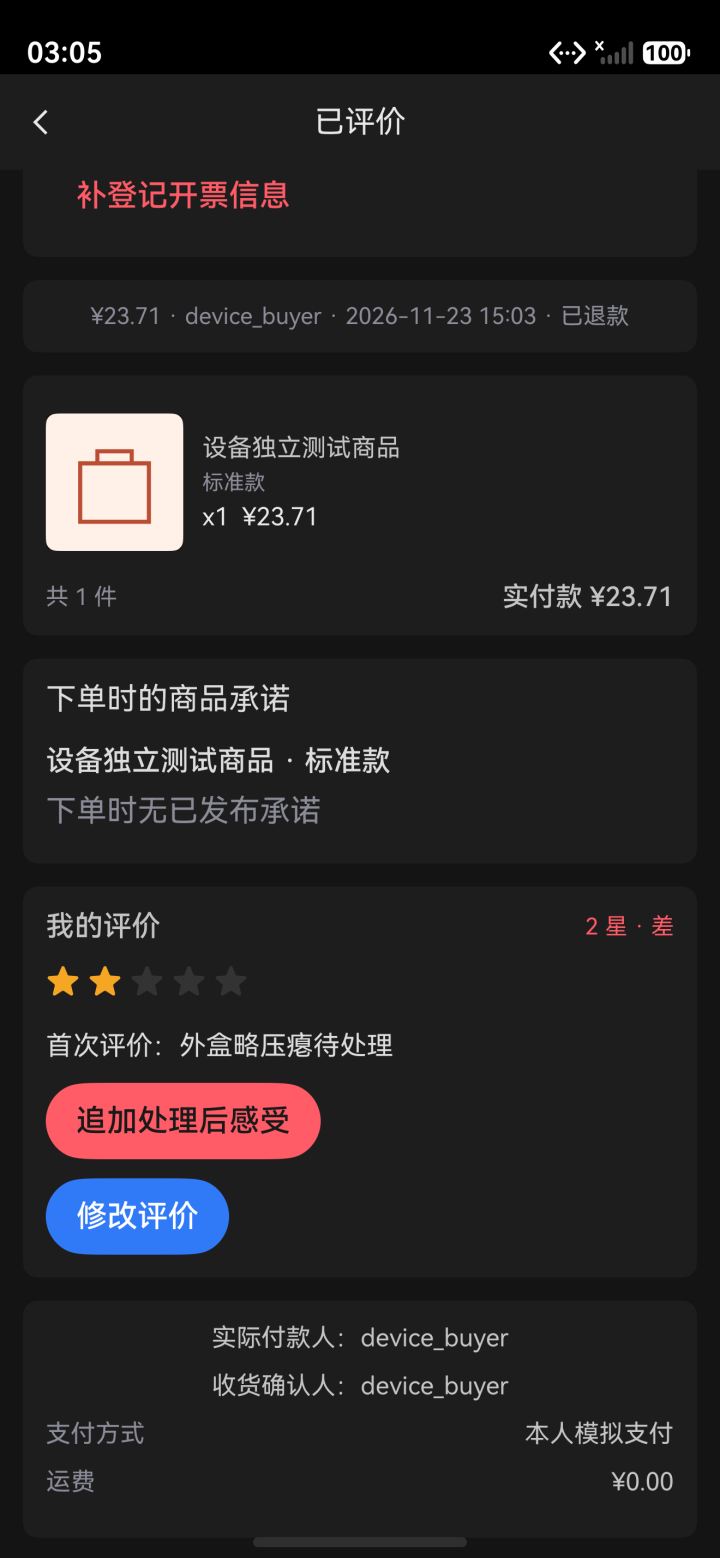 03:05
100
已评价
补登记开票信息
¥23.71 · device_buyer · 2026-11-23 15:03 · 已退款
设备独立测试商品
标准款
x1 ¥23.71
共 1 件
实付款 ¥23.71
下单时的商品承诺
设备独立测试商品 · 标准款
下单时无已发布承诺
我的评价
2 星 · 差
首次评价：外盒略压瘪待处理
追加处理后感受
修改评价
实际付款人：device_buyer
收货确认人：device_buyer
支付方式
本人模拟支付
运费
¥0.00